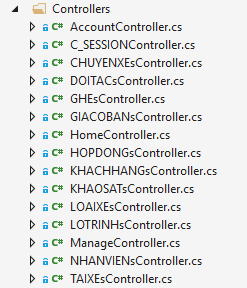 Controllers
C# AccountController.cs
C# C_SESSIONController.cs
C# CHUYENXEsController.cs
C# DOITACsController.cs
C# GHEsController.cs
C# GIACOBANsController.cs
C# HomeController.cs
C# HOPDONGsController.cs
C# KHACHHANGsController.cs
C# KHAOSATsController.cs
C# LOAIXEsController.cs
C# LOTRINHsController.cs
C# ManageController.cs
C# NHANVIENsController.cs
C# TAIXEsController.cs